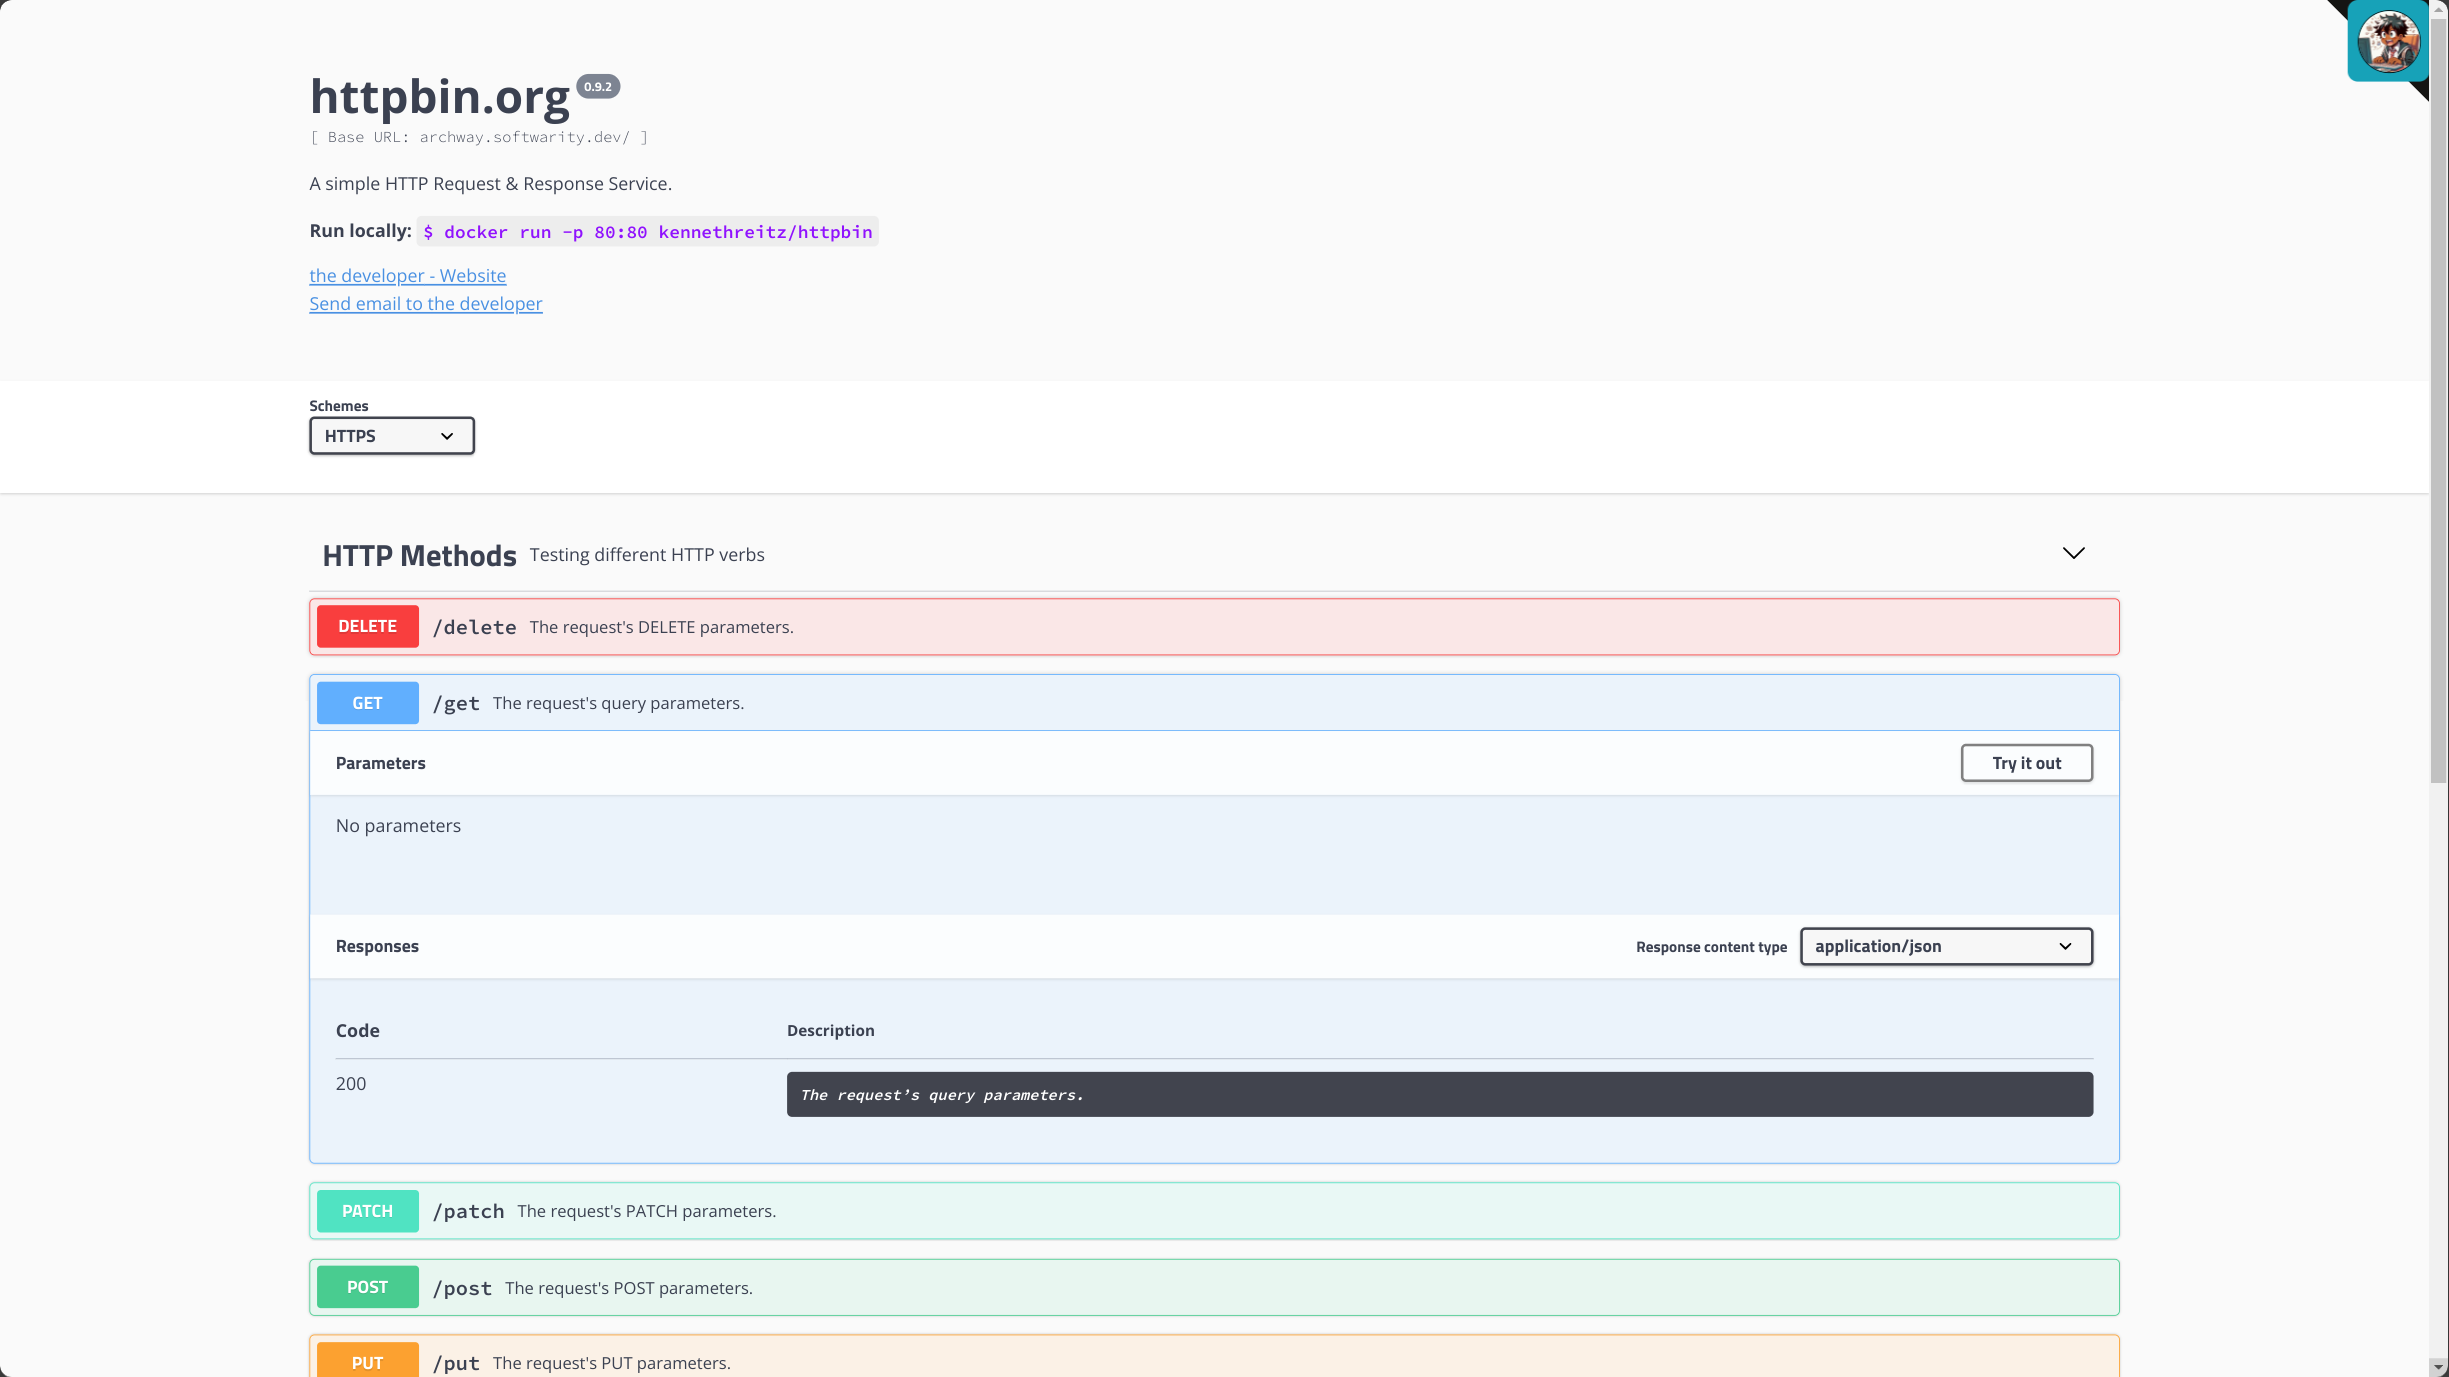 httpbin.org 0.9.2
[ Base URL: archway.softwarity.dev/ ]
A simple HTTP Request & Response Service.
Run locally: $ docker run -p 80:80 kennethreitz/httpbin
the developer - Website
Send email to the developer
Schemes
HTTPS
HTTP Methods Testing different HTTP verbs
DELETE /delete The request's DELETE parameters.
GET /get The request's query parameters.
Parameters Try it out
No parameters
Responses Response content type application/json
Code Description
200 The request’s query parameters.
PATCH /patch The request's PATCH parameters.
POST /post The request's POST parameters.
PUT /put The request's PUT parameters.